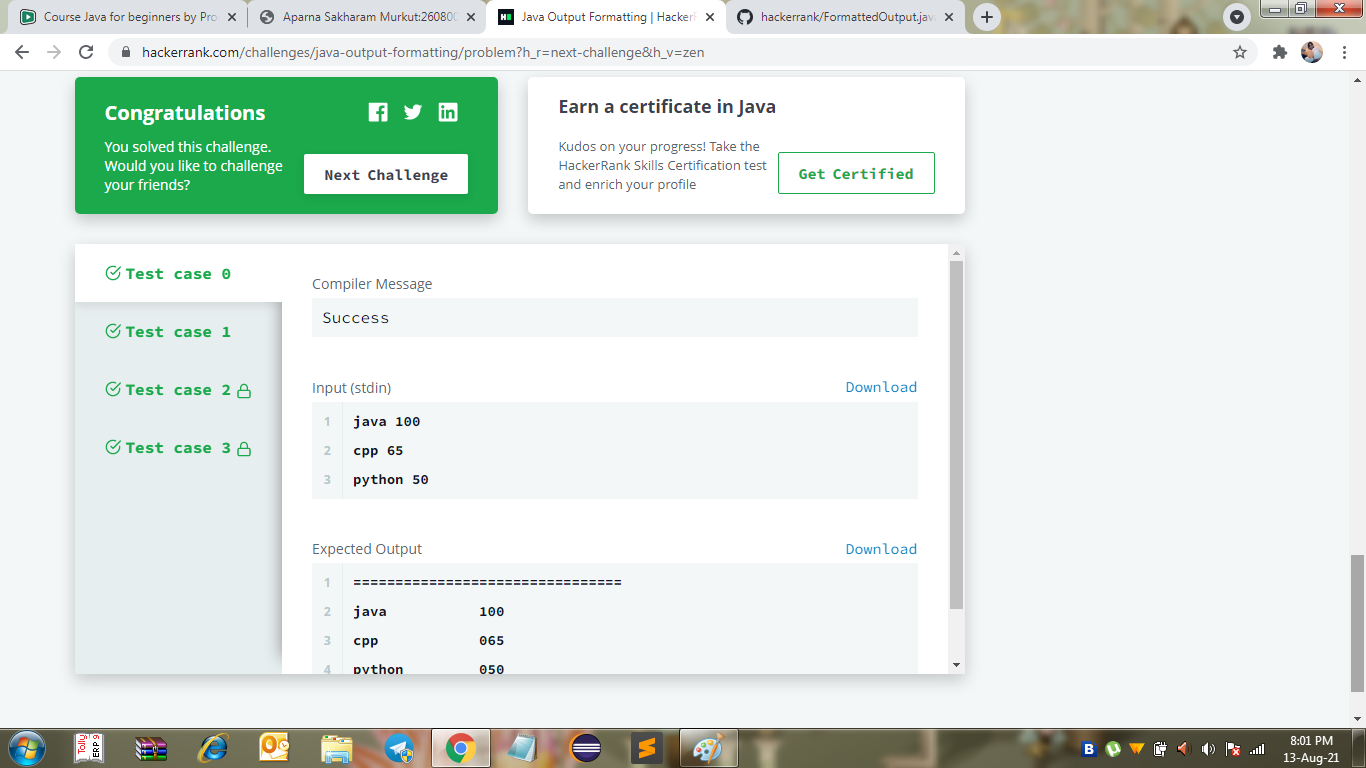 Course Java for beginners by Pro
Aparna Sakharam Murkut:26080
Java Output Formatting | HackerR
hackerrank/FormattedOutput.jav
hackerrank.com/challenges/java-output-formatting/problem?h_r=next-challenge&h_v=zen
Congratulations
You solved this challenge.
Would you like to challenge
your friends?
Next Challenge
Earn a certificate in Java
Kudos on your progress! Take the
HackerRank Skills Certification test
and enrich your profile
Get Certified
Test case 0
Test case 1
Test case 2
Test case 3
Compiler Message
Success
Input (stdin)
Download
1 java 100
2 cpp 65
3 python 50
Expected Output
Download
1 ================================
2 java           100
3 cpp            065
4 python         050
Tally
ERP 9
8:01 PM
13-Aug-21